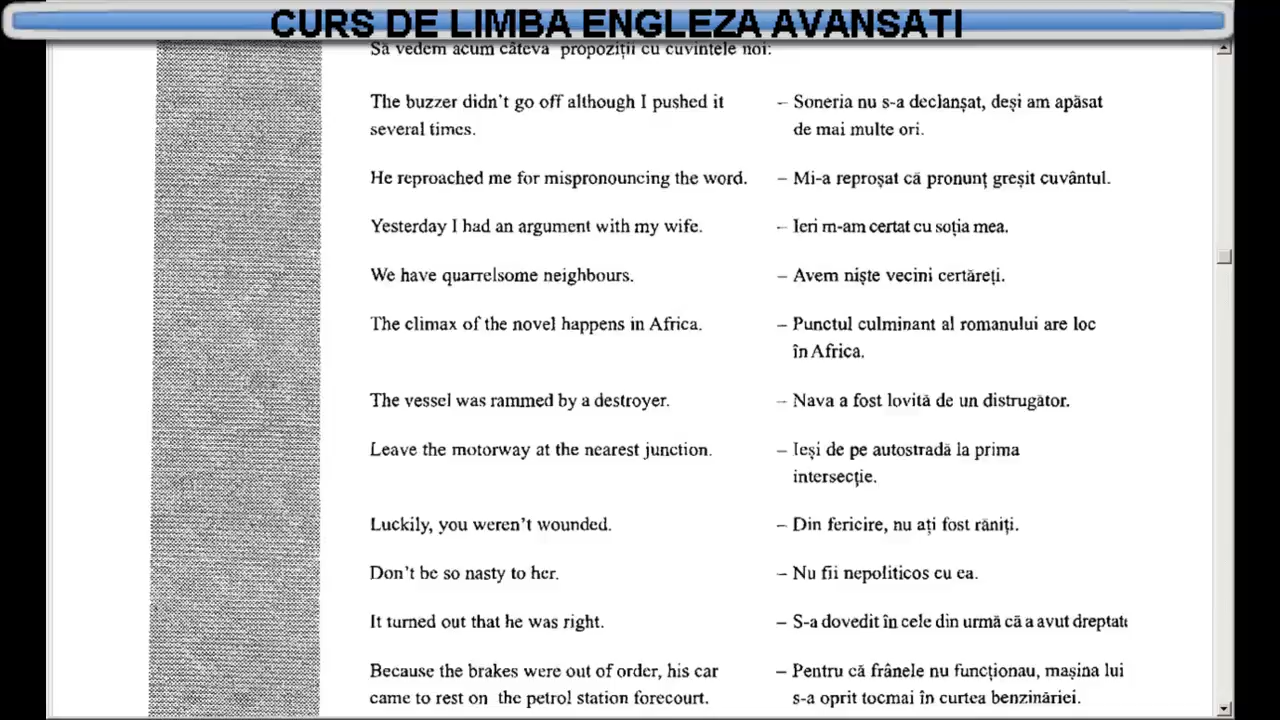 CURS DE LIMBA ENGLEZA AVANSATI
Să vedem acum câteva propoziții cu cuvintele noi:
The buzzer didn't go off although I pushed it – Soneria nu s-a declanșat, deși am apăsat
several times. de mai multe ori.
He reproached me for mispronouncing the word. – Mi-a reproșat că pronunț greșit cuvântul.
Yesterday I had an argument with my wife. – Ieri m-am certat cu soția mea.
We have quarrelsome neighbours. – Avem niște vecini certăreți.
The climax of the novel happens in Africa. – Punctul culminant al romanului are loc
în Africa.
The vessel was rammed by a destroyer. – Nava a fost lovită de un distrugător.
Leave the motorway at the nearest junction. – Ieși de pe autostradă la prima
intersecție.
Luckily, you weren't wounded. – Din fericire, nu ați fost răniți.
Don't be so nasty to her. – Nu fii nepoliticos cu ea.
It turned out that he was right. – S-a dovedit în cele din urmă că a avut dreptate
Because the brakes were out of order, his car – Pentru că frânele nu funcționau, mașina lui
came to rest on the petrol station forecourt. s-a oprit tocmai în curtea benzinăriei.